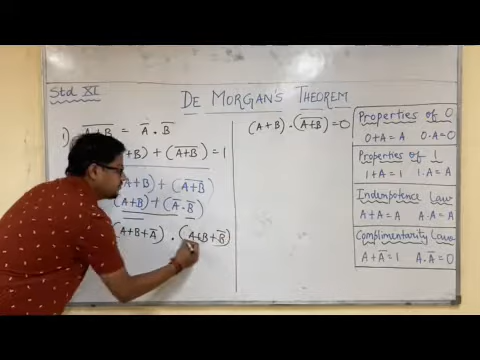 Std XI
DE MORGAN'S THEOREM
1) A̅+̅B̅ = A̅ . B̅
+B) + (A̅+̅B̅) = 1
A+B) + (A̅+̅B̅)
(A+B) + (A̅ . B̅)
(A+B+A̅) . (A+B+B̅)
(A+B) . (A̅+̅B̅) = 0
Properties of 0
0+A = A 0.A = 0
Properties of 1
1+A = 1 1.A = A
Indempotence Law
A+A = A A.A = A
Complimentarity Law
A+A̅ = 1 A.A̅ = 0